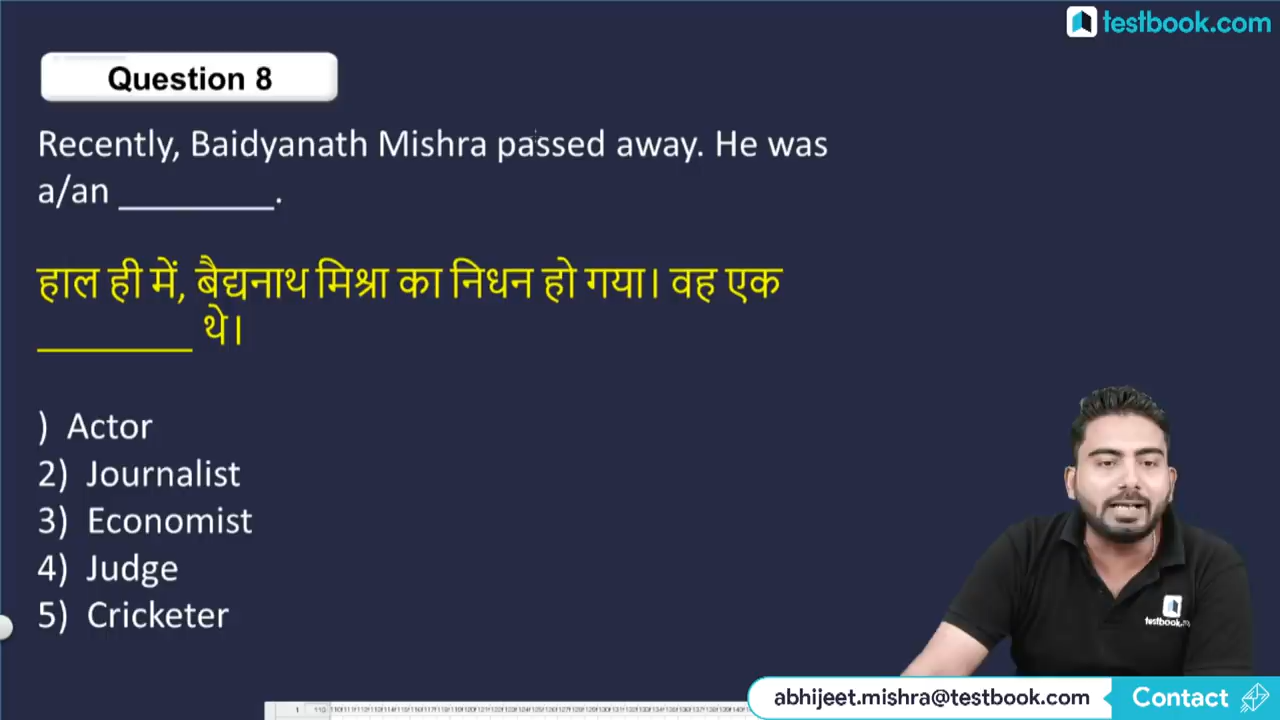 testbook.com
Question 8
Recently, Baidyanath Mishra passed away. He was
a/an _________.
हाल ही में, बैद्यनाथ मिश्रा का निधन हो गया। वह एक
_________ थे।
) Actor
2) Journalist
3) Economist
4) Judge
5) Cricketer
abhijeet.mishra@testbook.com
Contact